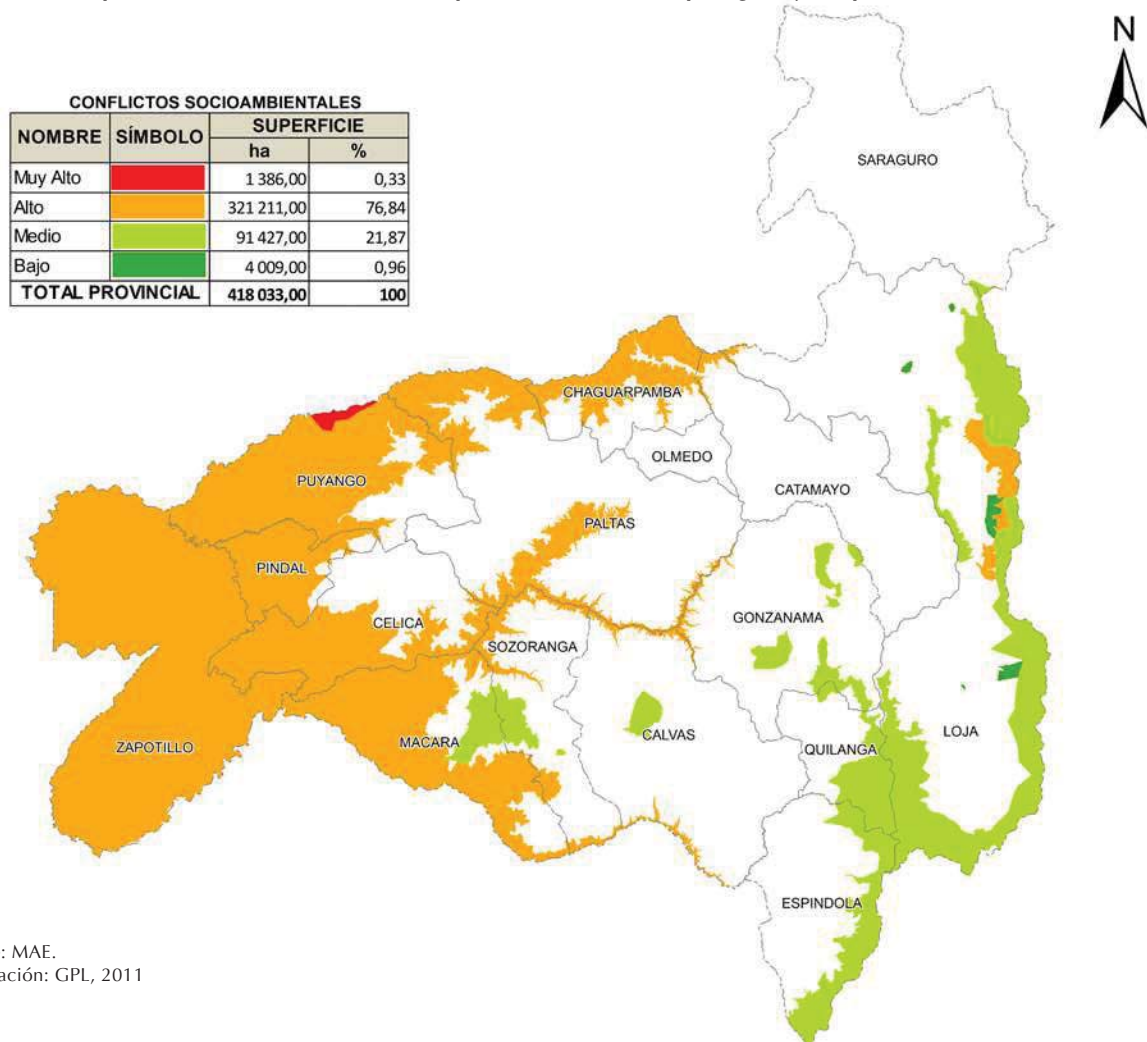 N
CONFLICTOS SOCIOAMBIENTALES
NOMBRE SÍMBOLO SUPERFICIE
ha %
Muy Alto 1 386,00 0,33
Alto 321 211,00 76,84
Medio 91 427,00 21,87
Bajo 4 009,00 0,96
TOTAL PROVINCIAL 418 033,00 100
SARAGURO
CHAGUARPAMBA
OLMEDO
PUYANGO
CATAMAYO
PALTAS
PINDAL
CELICA
GONZANAMA
SOZORANGA
ZAPOTILLO
MACARA
CALVAS
QUILANGA
LOJA
ESPINDOLA
: MAE.
ación: GPL, 2011